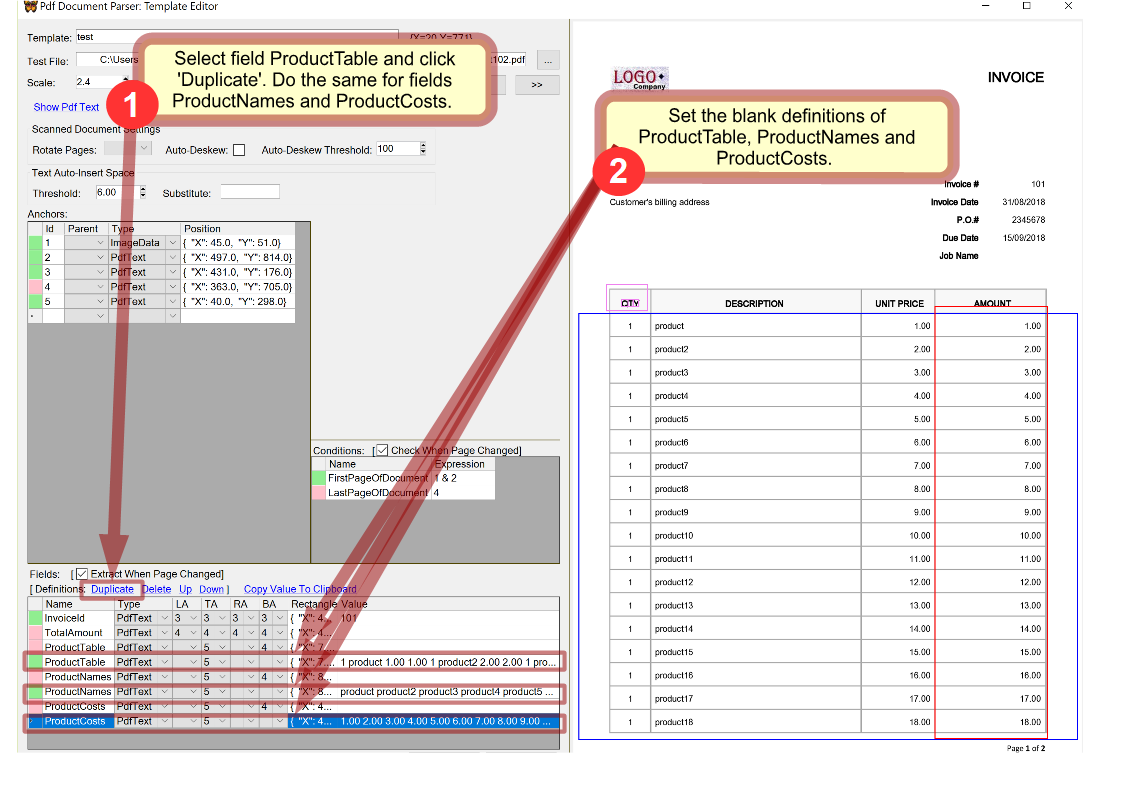 Pdf Document Parser: Template Editor
Template: test {X=20,Y=771}
Test File: C:\Users 102.pdf ...
Scale: 2.4 >>
Show Pdf Text
1
Select field ProductTable and click
'Duplicate'. Do the same for fields
ProductNames and ProductCosts.
Scanned Document Settings
Rotate Pages: Auto-Deskew: Auto-Deskew Threshold: 100
Text Auto-Insert Space
Threshold: 6.00 Substitute:
Anchors:
Id Parent Type Position
1 ImageData { "X": 45.0, "Y": 51.0}
2 PdfText { "X": 497.0, "Y": 814.0}
3 PdfText { "X": 431.0, "Y": 176.0}
4 PdfText { "X": 363.0, "Y": 705.0}
5 PdfText { "X": 40.0, "Y": 298.0}
Conditions: [ Check When Page Changed]
Name Expression
FirstPageOfDocument 1 & 2
LastPageOfDocument 4
Fields: [ Extract When Page Changed]
[ Definitions: Duplicate Delete Up Down ] Copy Value To Clipboard
Name Type LA TA RA BA Rectangle Value
InvoiceId PdfText 3 3 3 3 { "X": 4... 101
TotalAmount PdfText 4 4 4 4 { "X": 4...
ProductTable PdfText 5 4 { "X": 7...
ProductTable PdfText 5 { "X": 7... 1 product 1.00 1.00 1 product2 2.00 2.00 1 pro...
ProductNames PdfText 5 4 { "X": 8...
ProductNames PdfText 5 { "X": 8... product product2 product3 product4 product5 ...
ProductCosts PdfText 5 4 { "X": 4...
ProductCosts PdfText 5 { "X": 4... 1.00 2.00 3.00 4.00 5.00 6.00 7.00 8.00 9.00 ...
LOGO
Company
INVOICE
2
Set the blank definitions of
ProductTable, ProductNames and
ProductCosts.
Customer's billing address
Invoice # 101
Invoice Date 31/08/2018
P.O.# 2345678
Due Date 15/09/2018
Job Name
QTY DESCRIPTION UNIT PRICE AMOUNT
1 product 1.00 1.00
1 product2 2.00 2.00
1 product3 3.00 3.00
1 product4 4.00 4.00
1 product5 5.00 5.00
1 product6 6.00 6.00
1 product7 7.00 7.00
1 product8 8.00 8.00
1 product9 9.00 9.00
1 product10 10.00 10.00
1 product11 11.00 11.00
1 product12 12.00 12.00
1 product13 13.00 13.00
1 product14 14.00 14.00
1 product15 15.00 15.00
1 product16 16.00 16.00
1 product17 17.00 17.00
1 product18 18.00 18.00
Page 1 of 2